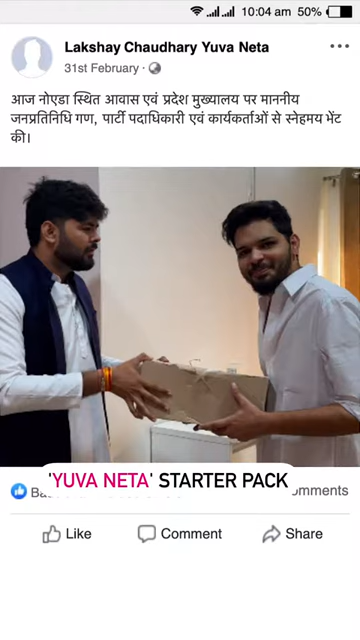 10:04 am 50%
Lakshay Chaudhary Yuva Neta
31st February
आज नोएडा स्थित आवास एवं प्रदेश मुख्यालय पर माननीय
जनप्रतिनिधि गण, पार्टी पदाधिकारी एवं कार्यकर्ताओं से स्नेहमय भेंट
की।
'YUVA NETA' STARTER PACK
Like Comment Share